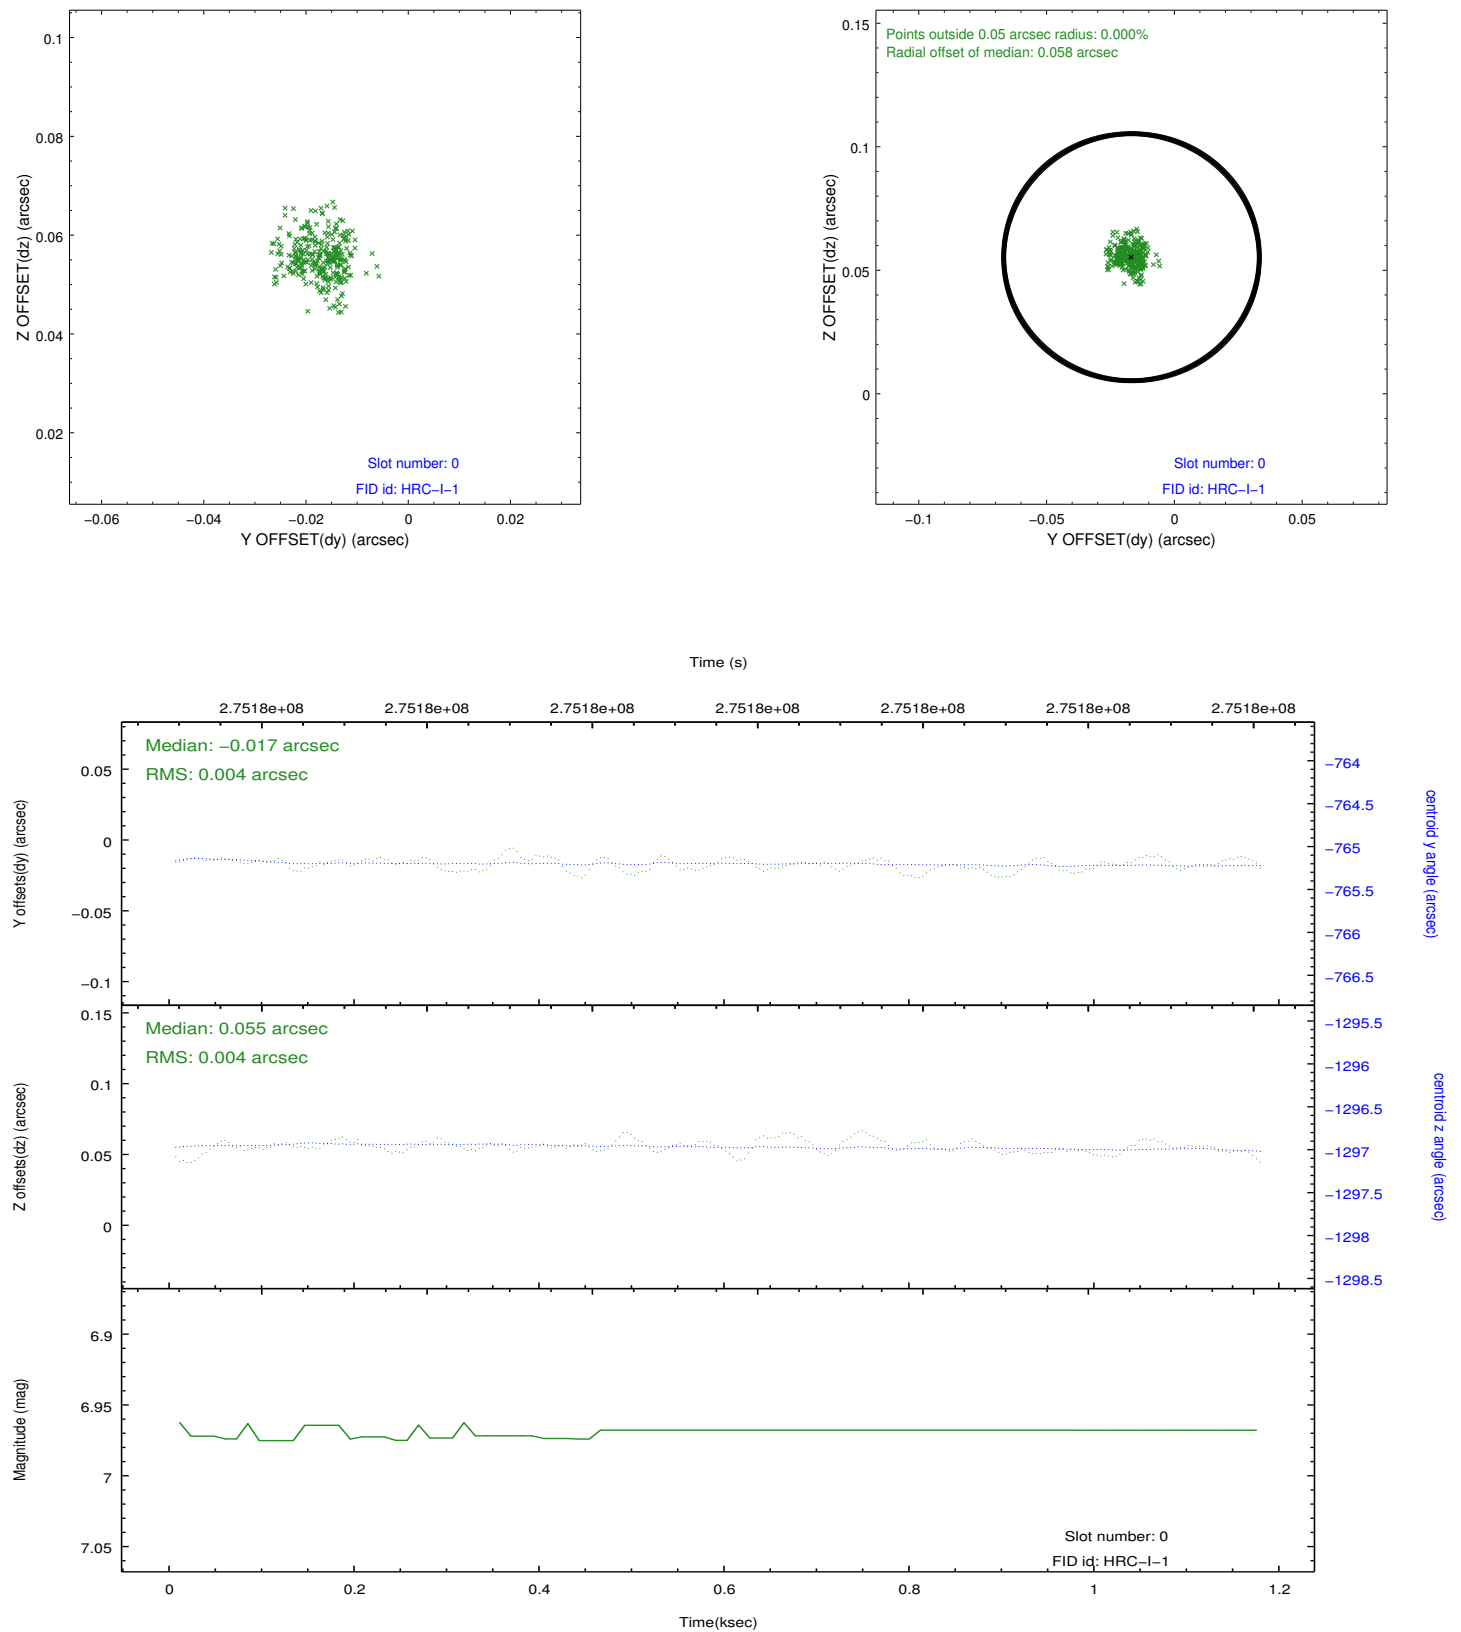 0.1
0.08
0.06
0.04
0.02
Z OFFSET(dz) (arcsec)
Slot number: 0
FID id: HRC−I−1
−0.06 −0.04 −0.02 0 0.02
Y OFFSET(dy) (arcsec)
Points outside 0.05 arcsec radius: 0.000%
Radial offset of median: 0.058 arcsec
0.15
0.1
0.05
0
Z OFFSET(dz) (arcsec)
Slot number: 0
FID id: HRC−I−1
−0.1 −0.05 0 0.05
Y OFFSET(dy) (arcsec)
Time (s)
2.7518e+08 2.7518e+08 2.7518e+08 2.7518e+08 2.7518e+08 2.7518e+08 2.7518e+08
Median: −0.017 arcsec
RMS: 0.004 arcsec
0.05
0
−0.05
−0.1
Y offsets(dy) (arcsec)
−764
−764.5
−765
−765.5
−766
−766.5
centroid y angle (arcsec)
Median: 0.055 arcsec
RMS: 0.004 arcsec
0.15
0.1
0.05
0
Z offsets(dz) (arcsec)
−1295.5
−1296
−1296.5
−1297
−1297.5
−1298
−1298.5
centroid z angle (arcsec)
6.9
6.95
7
7.05
Magnitude (mag)
Slot number: 0
FID id: HRC−I−1
0 0.2 0.4 0.6 0.8 1 1.2
Time(ksec)